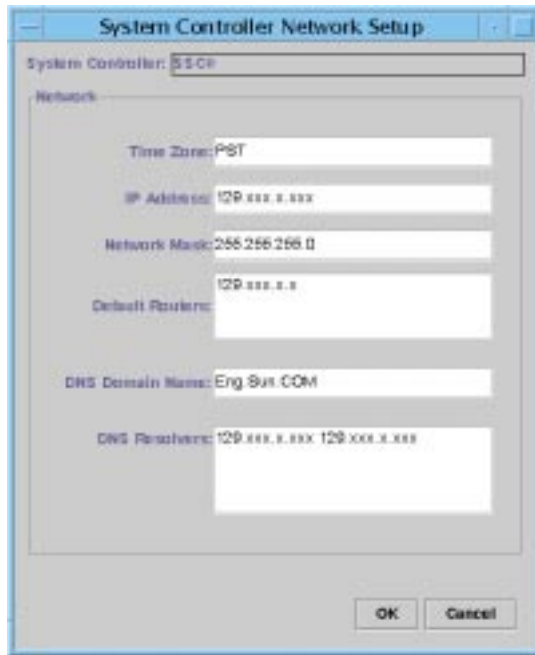 System Controller Network Setup
System Controller:
Network
Time Zone: PST
IP Address: 129.xxx.x.xxx
Network Mask: 255.255.255.0
Default Routers: 129.xxx.x.x
DNS Domain Name: Eng.Sun.COM
DNS Resolvers: 129.xxx.x.xxx 129.xxx.x.xxx
OK Cancel